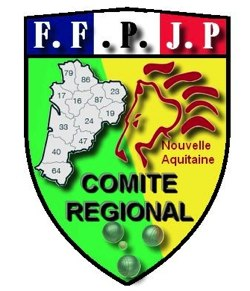 F.F.P.J.P
79
86
17
16
87
23
19
24
33
47
40
64
Nouvelle
Aquitaine
COMITE
REGIONAL